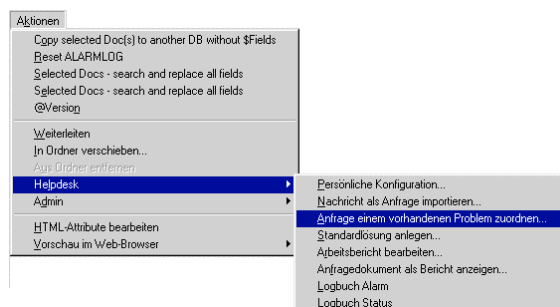 Aktionen
Copy selected Doc(s) to another DB without $Fields
Reset ALARMLOG
Selected Docs - search and replace all fields
Selected Docs - search and replace all fields
@Version
Weiterleiten
In Ordner verschieben...
Aus Ordner entfernen
Helpdesk
Admin
HTML-Attribute bearbeiten
Vorschau im Web-Browser
Persönliche Konfiguration...
Nachricht als Anfrage importieren...
Anfrage einem vorhandenen Problem zuordnen...
Standardlösung anlegen...
Arbeitsbericht bearbeiten...
Anfragedokument als Bericht anzeigen...
Logbuch Alarm
Logbuch Status